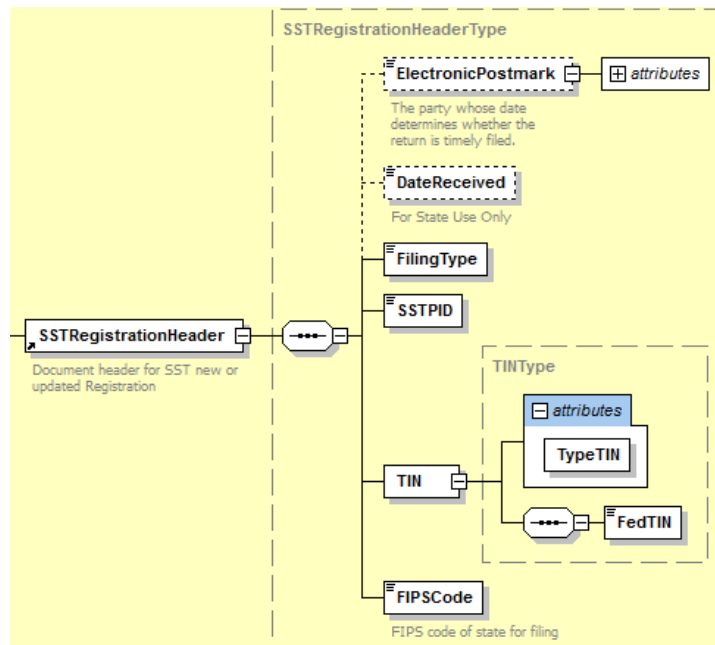 SSTRegistrationHeaderType
ElectronicPostmark
attributes
The party whose date
determines whether the
return is timely filed.
DateReceived
For State Use Only
FilingType
SSTPID
SSTRegistrationHeader
Document header for SST new or
updated Registration
TINType
attributes
TypeTIN
TIN
FedTIN
FIPSCode
FIPS code of state for filing